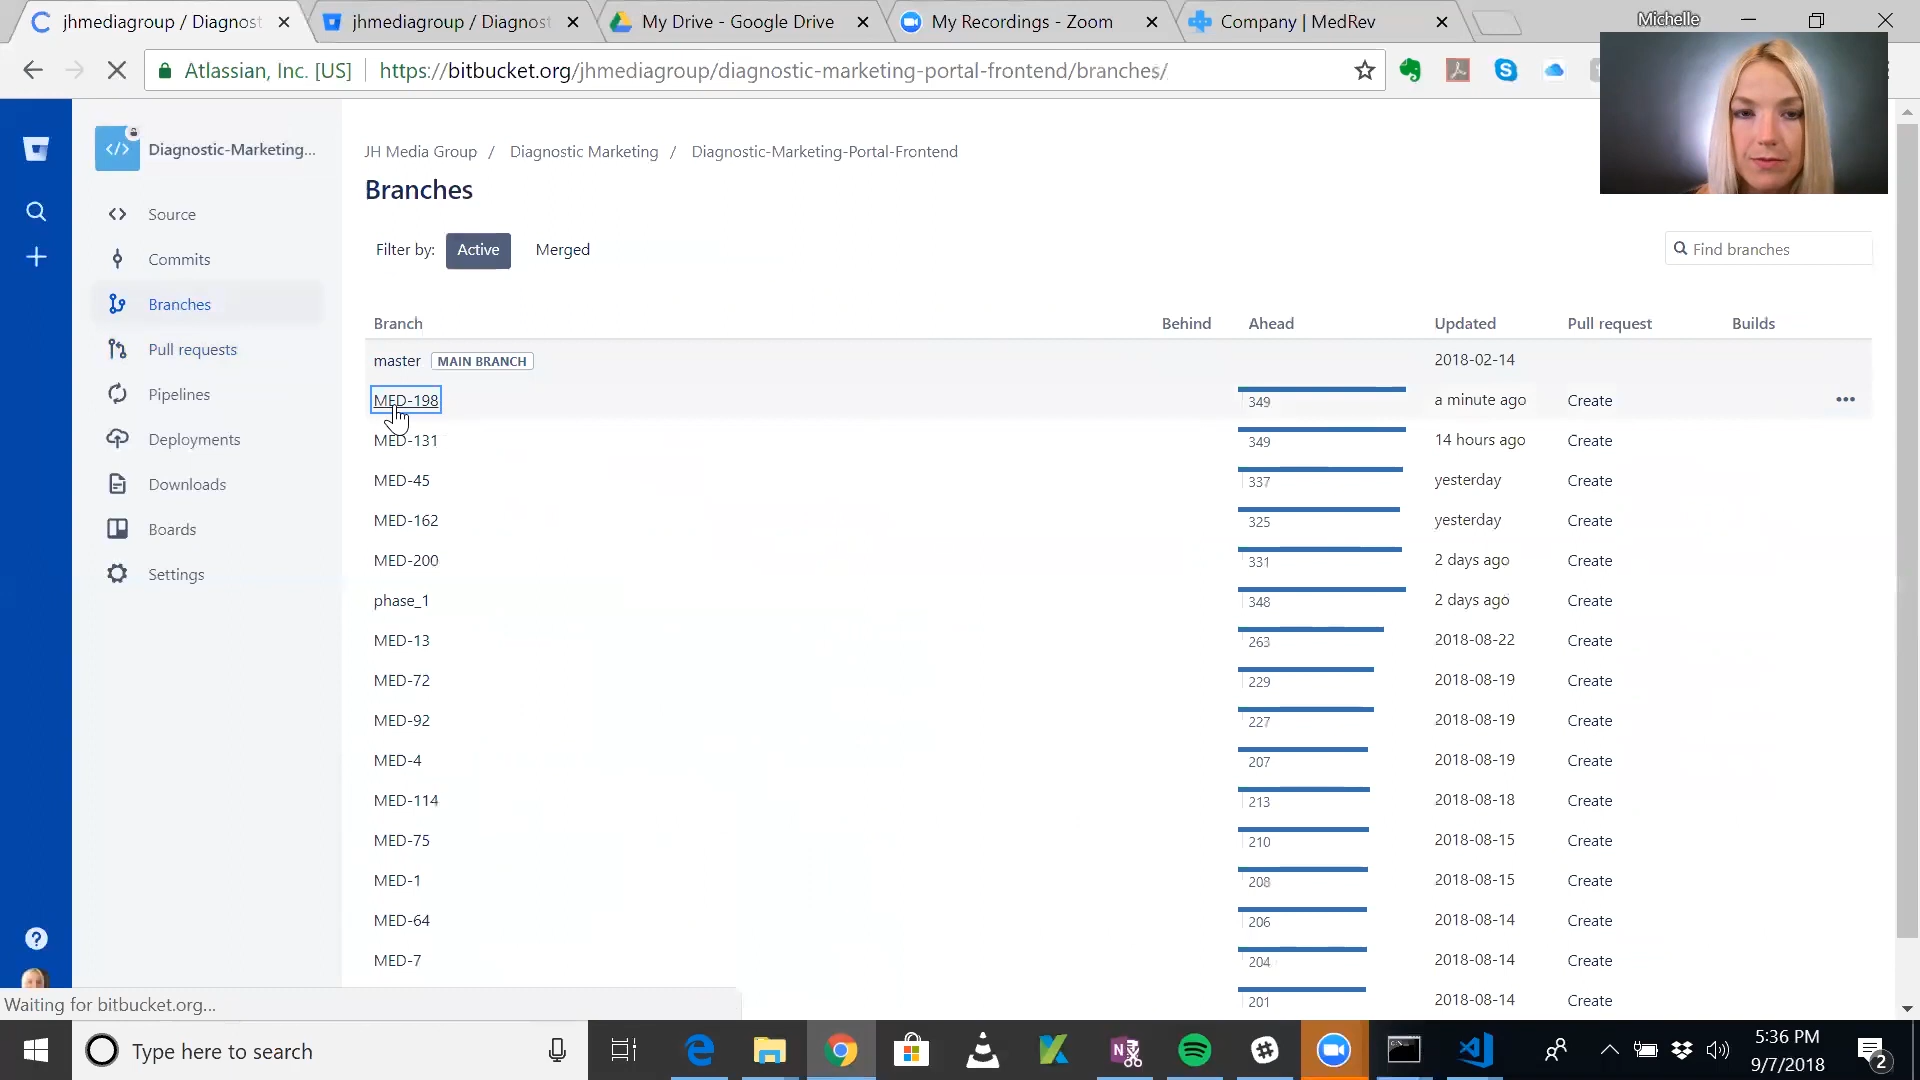 jhmediagroup / Diagnost
jhmediagroup / Diagnost
My Drive - Google Drive
My Recordings - Zoom
Company | MedRev
Michelle
Atlassian, Inc. [US]
https://bitbucket.org/jhmediagroup/diagnostic-marketing-portal-frontend/branches/
Diagnostic-Marketing...
Source
Commits
Branches
Pull requests
Pipelines
Deployments
Downloads
Boards
Settings
JH Media Group / Diagnostic Marketing / Diagnostic-Marketing-Portal-Frontend
Branches
Filter by: Active Merged
Find branches
Branch Behind Ahead Updated Pull request Builds
master MAIN BRANCH 2018-02-14
MED-198 349 a minute ago Create
MED-131 349 14 hours ago Create
MED-45 337 yesterday Create
MED-162 325 yesterday Create
MED-200 331 2 days ago Create
phase_1 348 2 days ago Create
MED-13 263 2018-08-22 Create
MED-72 229 2018-08-19 Create
MED-92 227 2018-08-19 Create
MED-4 207 2018-08-19 Create
MED-114 213 2018-08-18 Create
MED-75 210 2018-08-15 Create
MED-1 208 2018-08-15 Create
MED-64 206 2018-08-14 Create
MED-7 204 2018-08-14 Create
201 2018-08-14 Create
Waiting for bitbucket.org...
Type here to search
5:36 PM
9/7/2018
2